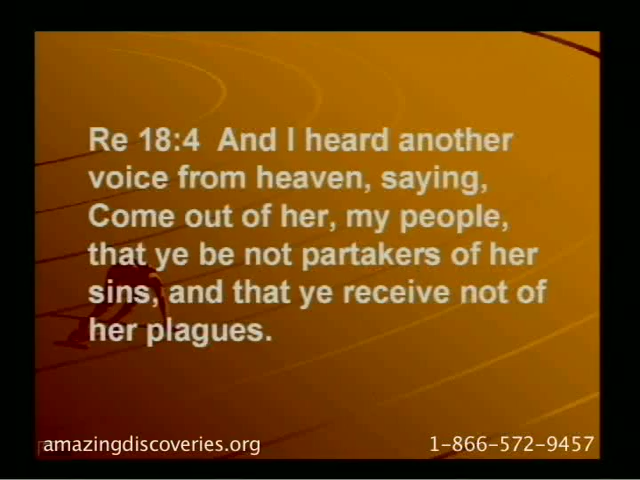 Re 18:4  And I heard another
voice from heaven, saying,
Come out of her, my people,
that ye be not partakers of her
sins, and that ye receive not of
her plagues.
amazingdiscoveries.org
1-866-572-9457